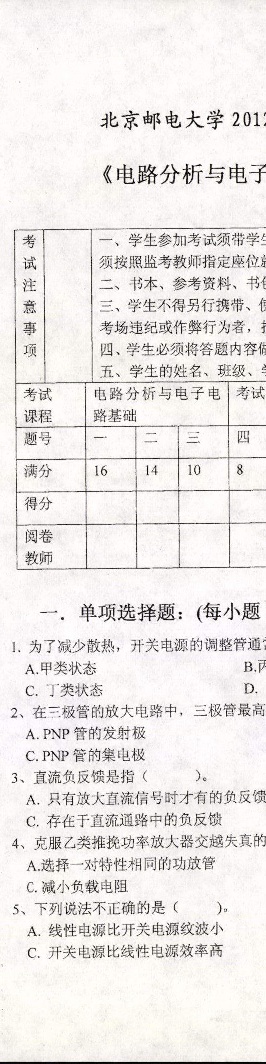 北京邮电大学 2012
《电路分析与电子
考试注意事项
一、学生参加考试须带学生
须按照监考教师指定座位就
二、书本、参考资料、书包
三、学生不得另行携带、使
考场违纪或作弊行为者，按
四、学生必须将答题内容做
五、学生的姓名、班级、学
考试课程 电路分析与电子电路基础 考试
题号 一 二 三 四
满分 16 14 10 8
得分
阅卷教师
一．单项选择题：(每小题
1、为了减少散热，开关电源的调整管通
A.甲类状态 B.丙
C. 丁类状态 D.
2、在三极管的放大电路中，三极管最高
A. PNP 管的发射极
C. PNP 管的集电极
3、直流负反馈是指（ ）。
A. 只有放大直流信号时才有的负反馈
C. 存在于直流通路中的负反馈
4、克服乙类推挽功率放大器交越失真的
A.选择一对特性相同的功放管
C. 减小负载电阻
5、下列说法不正确的是（ ）。
A. 线性电源比开关电源纹波小
C. 开关电源比线性电源效率高